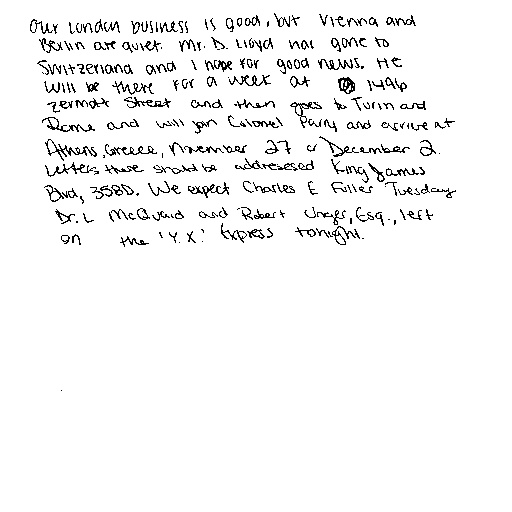 Our London business is good, but Vienna and
Berlin are quiet. Mr. D. Lloyd has gone to
Switzerland and I hope for good news. He
will be there for a week at 1496
Zermott Street and then goes to Turin and
Rome and will join Colonel Parry and arrive at
Athens, Greece, November 27 or December 2.
Letters there should be addressesed King James
Blvd, 3580. We expect Charles E Fuller Tuesday
Dr. L McQuaid and Robert Unger, Esq., left
on the 'Y.X.' Express tonight.